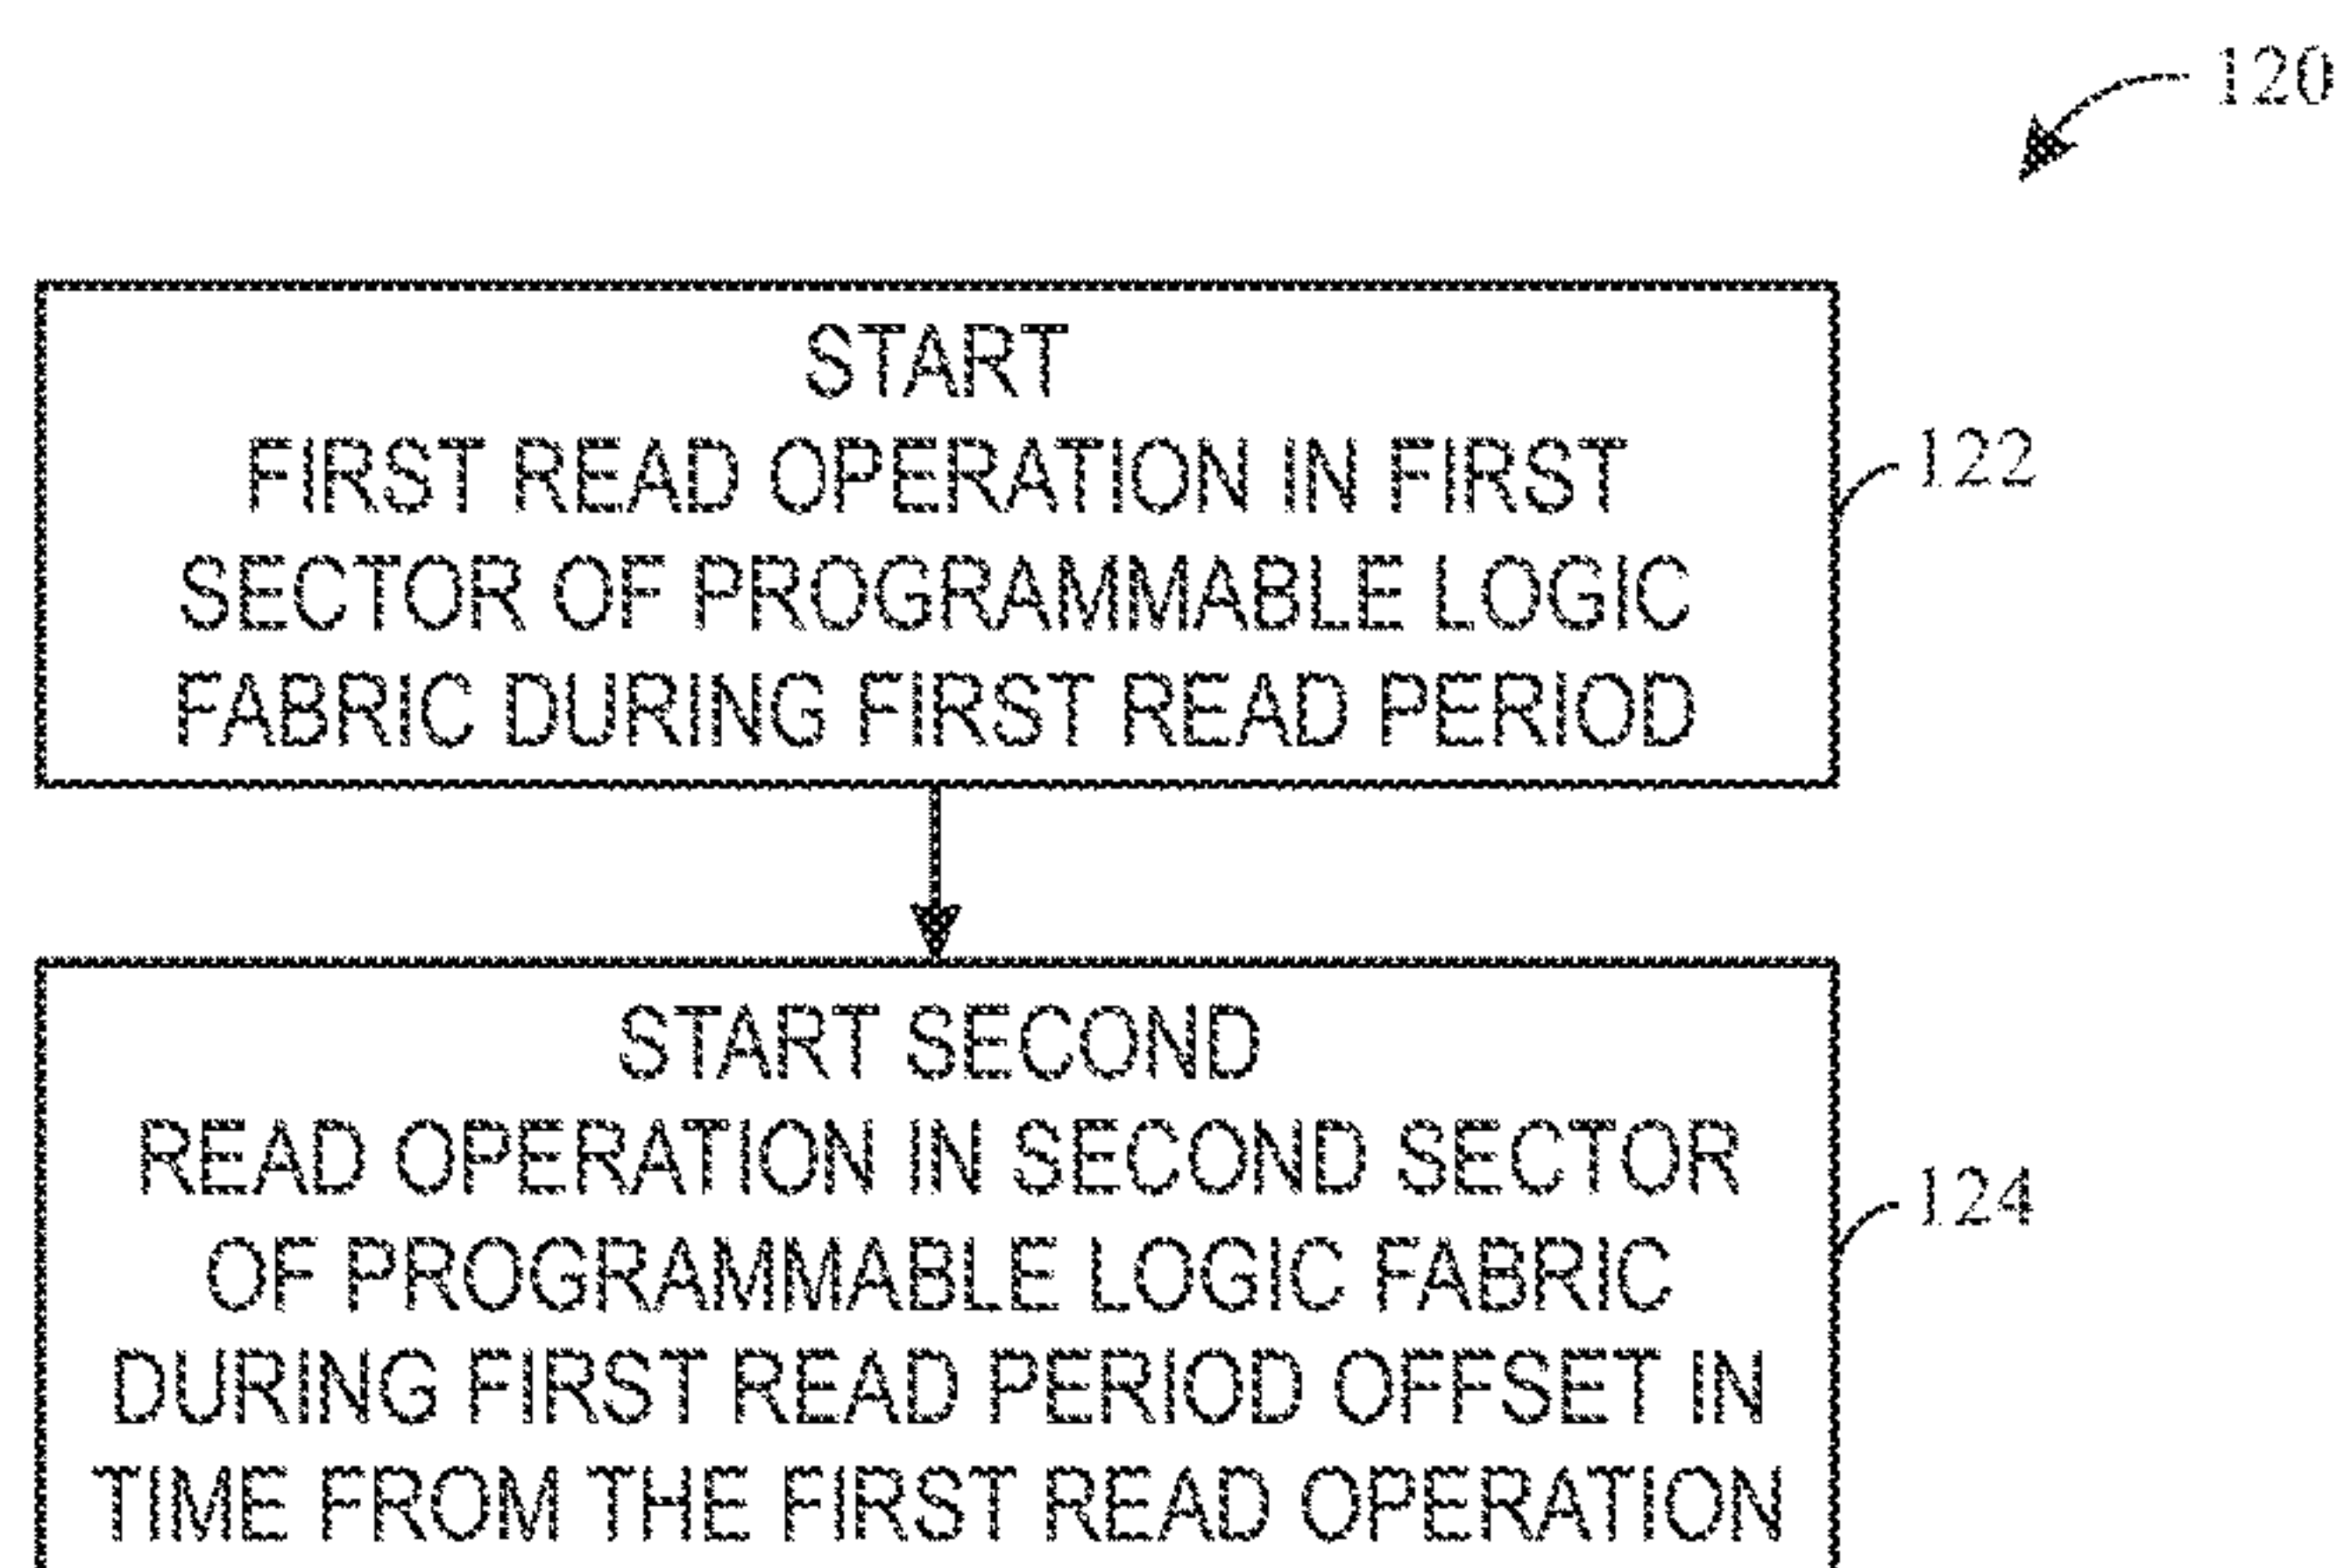 120
START
FIRST READ OPERATION IN FIRST
SECTOR OF PROGRAMMABLE LOGIC
FABRIC DURING FIRST READ PERIOD
122
START SECOND
READ OPERATION IN SECOND SECTOR
OF PROGRAMMABLE LOGIC FABRIC
DURING FIRST READ PERIOD OFFSET IN
TIME FROM THE FIRST READ OPERATION
124